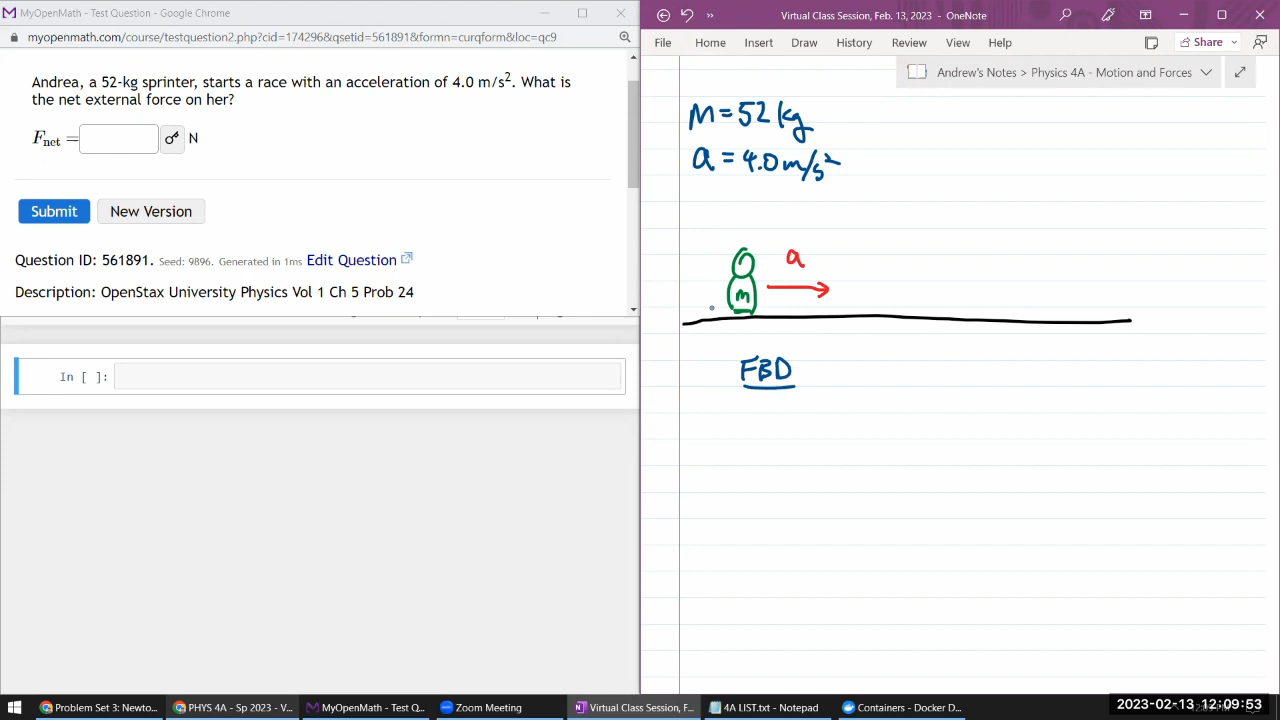 MyOpenMath - Test Question - Google Chrome
myopenmath.com/course/testquestion2.php?cid=174296&qsetid=561891&formn=curqform&loc=qc9
Andrea, a 52-kg sprinter, starts a race with an acceleration of 4.0 m/s². What is
the net external force on her?
Fnet = N
Submit New Version
Question ID: 561891. Seed: 9896. Generated in 1ms Edit Question
Description: OpenStax University Physics Vol 1 Ch 5 Prob 24
In [ ]:
Virtual Class Session, Feb. 13, 2023 - OneNote
File Home Insert Draw History Review View Help Share
Andrew's Notes > Physics 4A - Motion and Forces
m = 52 kg
a = 4.0 m/s²
a
m
FBD
Problem Set 3: Newto... PHYS 4A - Sp 2023 - V... MyOpenMath - Test Q... Zoom Meeting Virtual Class Session, F... 4A LIST.txt - Notepad Containers - Docker D...
2023-02-13 12:09:53